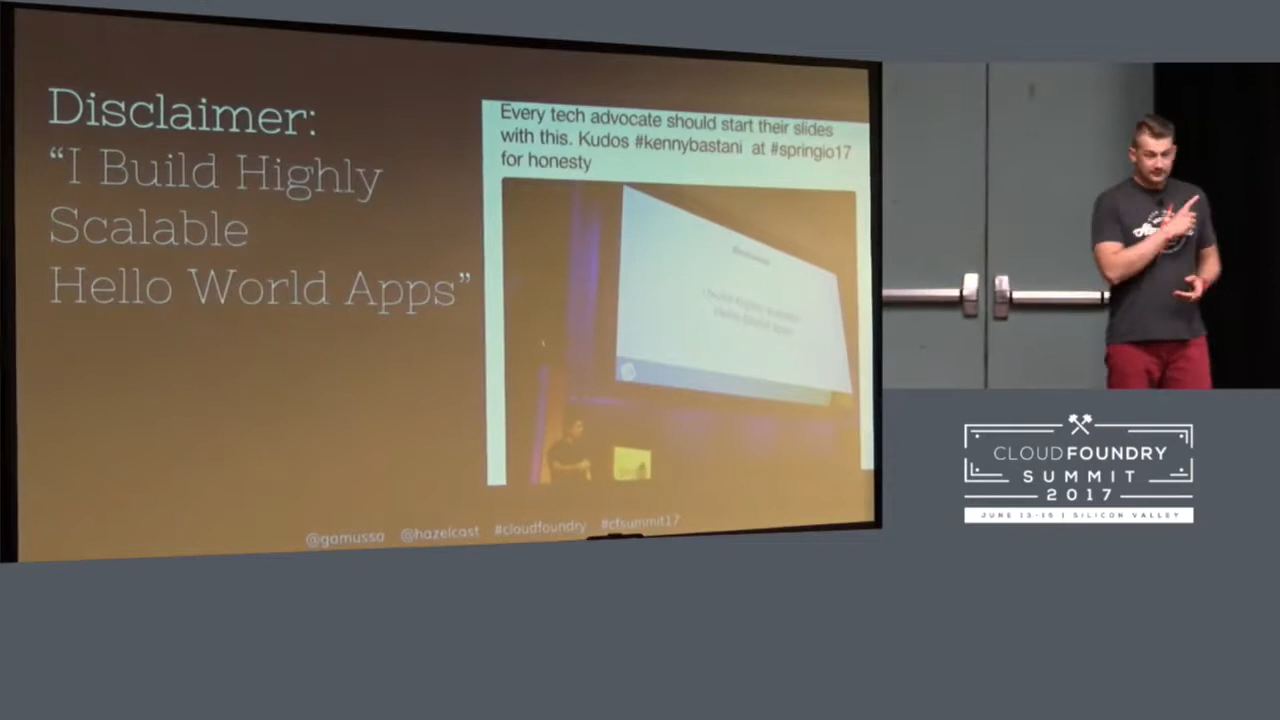 Disclaimer:
“I Build Highly
Scalable
Hello World Apps”
Every tech advocate should start their slides
with this. Kudos #kennybastani at #springio17
for honesty
@gamussa @hazelcast #cloudfoundry #cfsummit17
CLOUDFOUNDRY
SUMMIT
2017
JUNE 13-15 | SILICON VALLEY